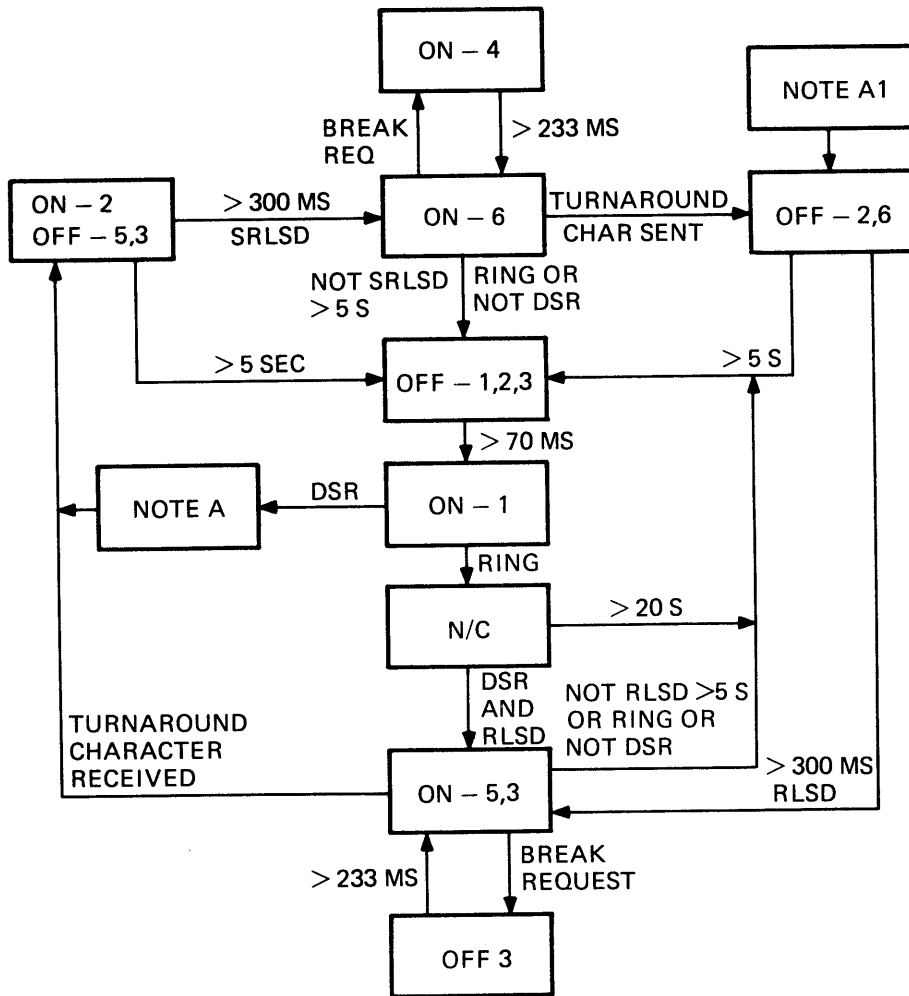 ON – 4
NOTE A1
BREAK
REQ
> 233 MS
ON – 2
OFF – 5,3
> 300 MS
SRLSD
ON – 6
TURNAROUND
CHAR SENT
OFF – 2,6
NOT SRLSD
> 5 S
RING OR
NOT DSR
> 5 SEC
OFF – 1,2,3
> 5 S
> 70 MS
NOTE A
DSR
ON – 1
RING
N/C
> 20 S
DSR
AND
RLSD
NOT RLSD >5 S
OR RING OR
NOT DSR
TURNAROUND
CHARACTER
RECEIVED
> 300 MS
RLSD
ON – 5,3
> 233 MS
BREAK
REQUEST
OFF 3